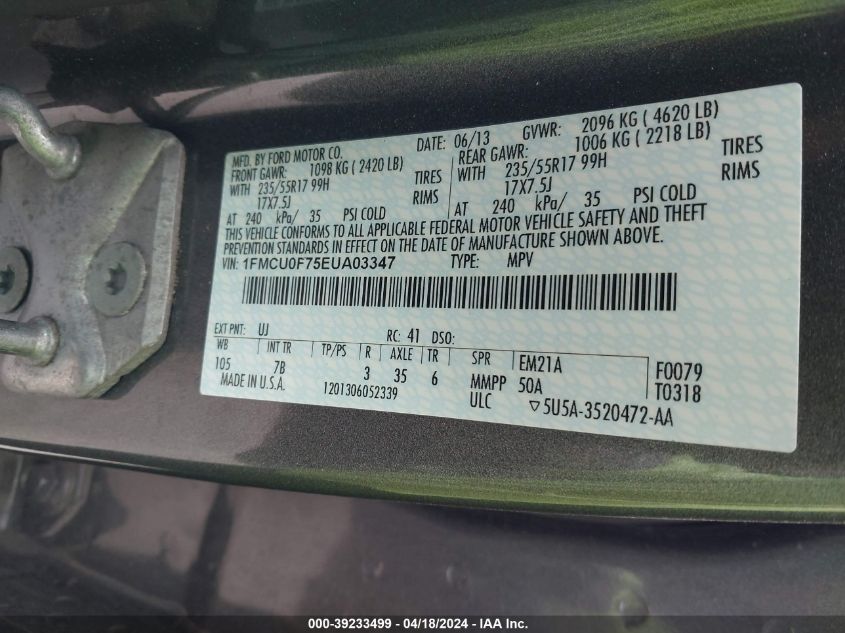 MFD. BY FORD MOTOR CO.
DATE: 06/13 GVWR: 2096 KG ( 4620 LB)
FRONT GAWR: 1098 KG ( 2420 LB)
WITH 235/55R17 99H TIRES
17X7.5J RIMS
AT 240 kPa/ 35 PSI COLD
REAR GAWR: 1006 KG ( 2218 LB)
WITH 235/55R17 99H TIRES
17X7.5J RIMS
AT 240 kPa/ 35 PSI COLD
THIS VEHICLE CONFORMS TO ALL APPLICABLE FEDERAL MOTOR VEHICLE SAFETY AND THEFT
PREVENTION STANDARDS IN EFFECT ON THE DATE OF MANUFACTURE SHOWN ABOVE.
VIN: 1FMCU0F75EUA03347 TYPE: MPV
EXT PNT: UJ RC: 41 DSO:
WB INT TR TP/PS R AXLE TR SPR EM21A F0079
105 7B 3 35 6 MMPP 50A T0318
MADE IN U.S.A. 1201306052339 ULC ▽5U5A-3520472-AA
000-39233499 - 04/18/2024 - IAA Inc.